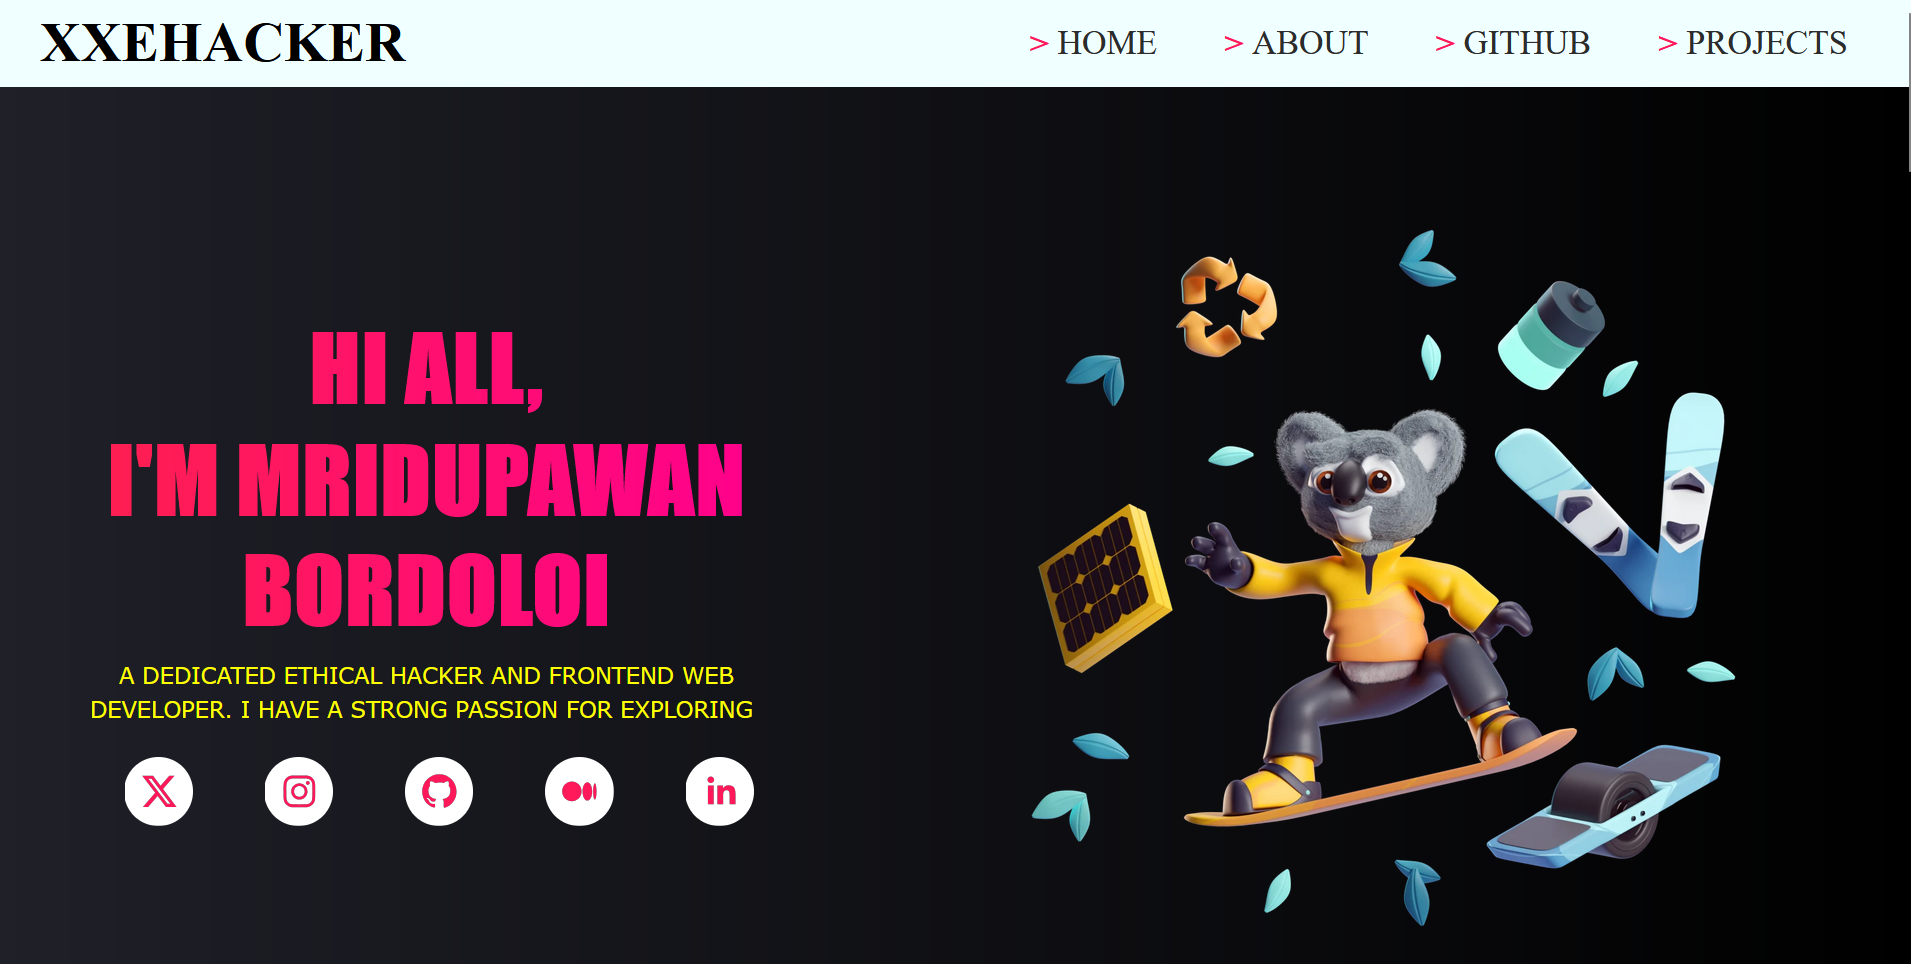 XXEHACKER
> HOME
> ABOUT
> GITHUB
> PROJECTS
HI ALL,
I'M MRIDUPAWAN
BORDOLOI
A DEDICATED ETHICAL HACKER AND FRONTEND WEB
DEVELOPER. I HAVE A STRONG PASSION FOR EXPLORING